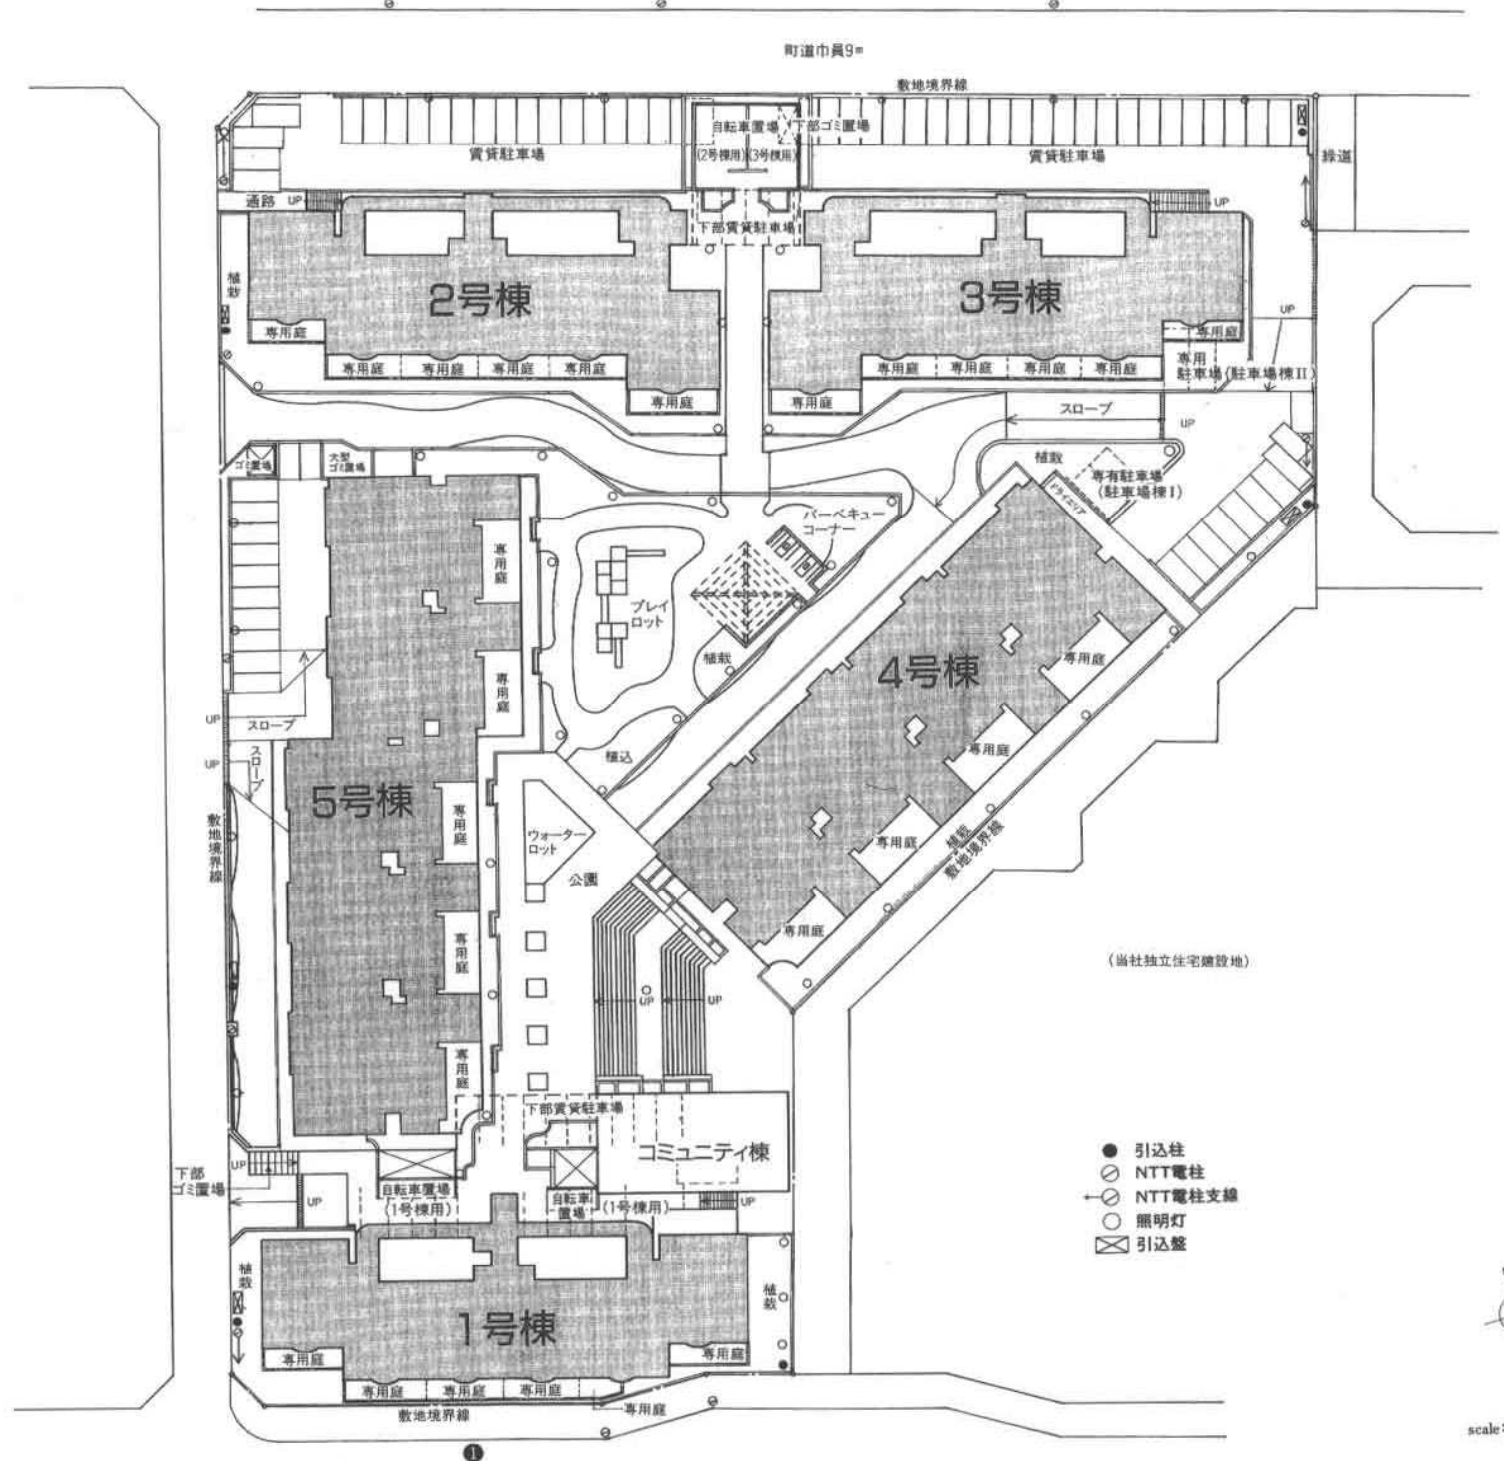 町道巾員9m
敷地境界線
自転車置場
下部ゴミ置場
(2号棟用)(3号棟用)
賃貸駐車場
賃貸駐車場
緑道
通路
UP
UP
下部賃貸駐車場
植栽
2号棟
3号棟
UP
専用庭
専用庭
専用庭
専用庭
専用庭
専用庭
専用庭
専用庭
専用庭
専用庭
専用庭
専用庭
専用
駐車場(駐車場棟II)
スロープ
UP
ゴミ置場
大型
ゴミ置場
植栽
専有駐車場
(駐車場棟I)
ドライエリア
バーベキュー
コーナー
専用庭
プレイ
ロット
植栽
4号棟
専用庭
専用庭
UP
スロープ
UP
スロープ
植込
専用庭
5号棟
専用庭
ウォーター
ロット
敷地境界線
専用庭
植栽
敷地境界線
公園
専用庭
専用庭
(当社独立住宅建設地)
UP
UP
専用庭
下部賃貸駐車場
コミュニティ棟
下部
ゴミ置場
UP
UP
自転車置場
(1号棟用)
自転車
置場
(1号棟用)
UP
引込柱
NTT電柱
NTT電柱支線
照明灯
引込盤
植栽
植栽
1号棟
専用庭
専用庭
専用庭
専用庭
専用庭
専用庭
敷地境界線
1
scale